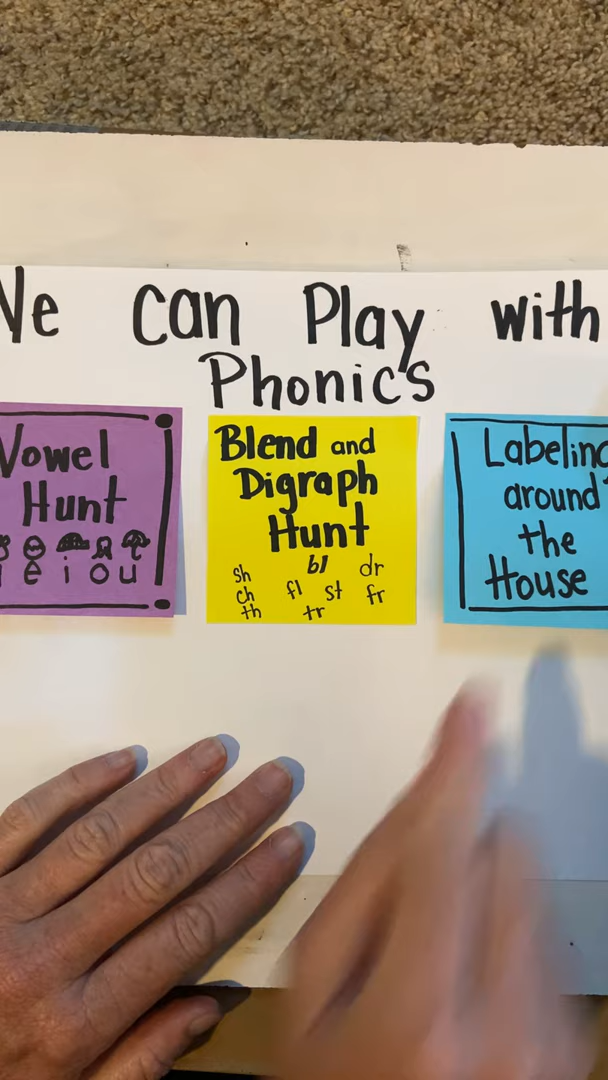 We Can Play with
Phonics
Vowel
Hunt
e i o u
Blend and
Digraph
Hunt
sh bl dr
ch fl st fr
th tr
Labeling
around
the
House